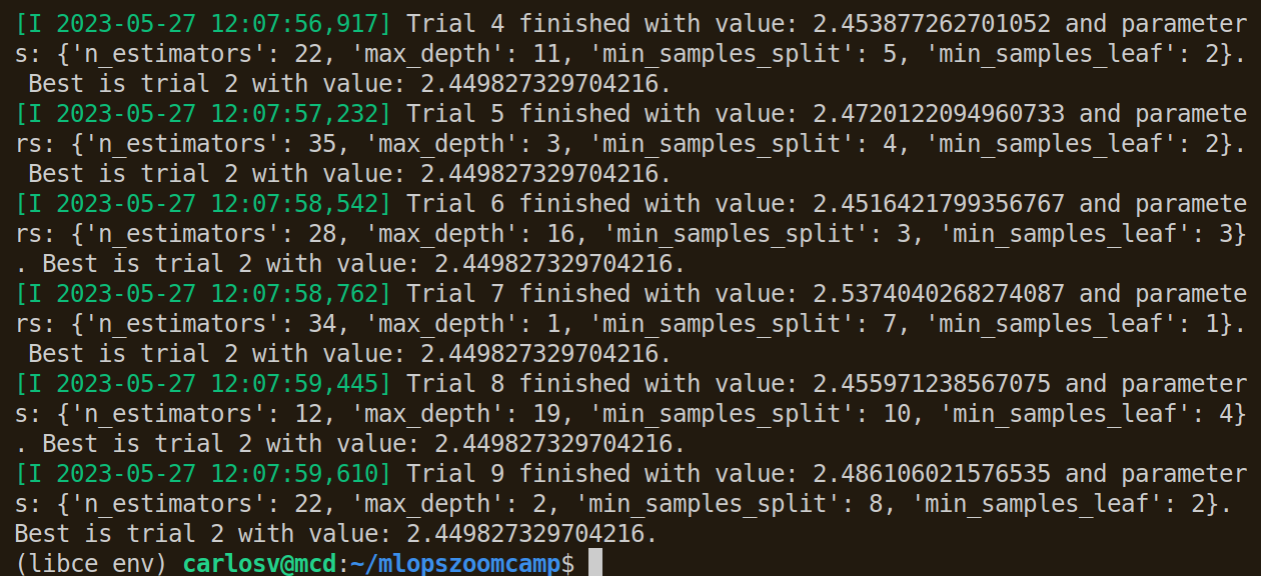 [I 2023-05-27 12:07:56,917] Trial 4 finished with value: 2.453877262701052 and parameter
s: {'n_estimators': 22, 'max_depth': 11, 'min_samples_split': 5, 'min_samples_leaf': 2}.
 Best is trial 2 with value: 2.449827329704216.
[I 2023-05-27 12:07:57,232] Trial 5 finished with value: 2.4720122094960733 and paramete
rs: {'n_estimators': 35, 'max_depth': 3, 'min_samples_split': 4, 'min_samples_leaf': 2}.
 Best is trial 2 with value: 2.449827329704216.
[I 2023-05-27 12:07:58,542] Trial 6 finished with value: 2.4516421799356767 and paramete
rs: {'n_estimators': 28, 'max_depth': 16, 'min_samples_split': 3, 'min_samples_leaf': 3}
. Best is trial 2 with value: 2.449827329704216.
[I 2023-05-27 12:07:58,762] Trial 7 finished with value: 2.5374040268274087 and paramete
rs: {'n_estimators': 34, 'max_depth': 1, 'min_samples_split': 7, 'min_samples_leaf': 1}.
 Best is trial 2 with value: 2.449827329704216.
[I 2023-05-27 12:07:59,445] Trial 8 finished with value: 2.455971238567075 and parameter
s: {'n_estimators': 12, 'max_depth': 19, 'min_samples_split': 10, 'min_samples_leaf': 4}
. Best is trial 2 with value: 2.449827329704216.
[I 2023-05-27 12:07:59,610] Trial 9 finished with value: 2.486106021576535 and parameter
s: {'n_estimators': 22, 'max_depth': 2, 'min_samples_split': 8, 'min_samples_leaf': 2}.
Best is trial 2 with value: 2.449827329704216.
(libce env) carlosv@mcd:~/mlopszoomcamp$